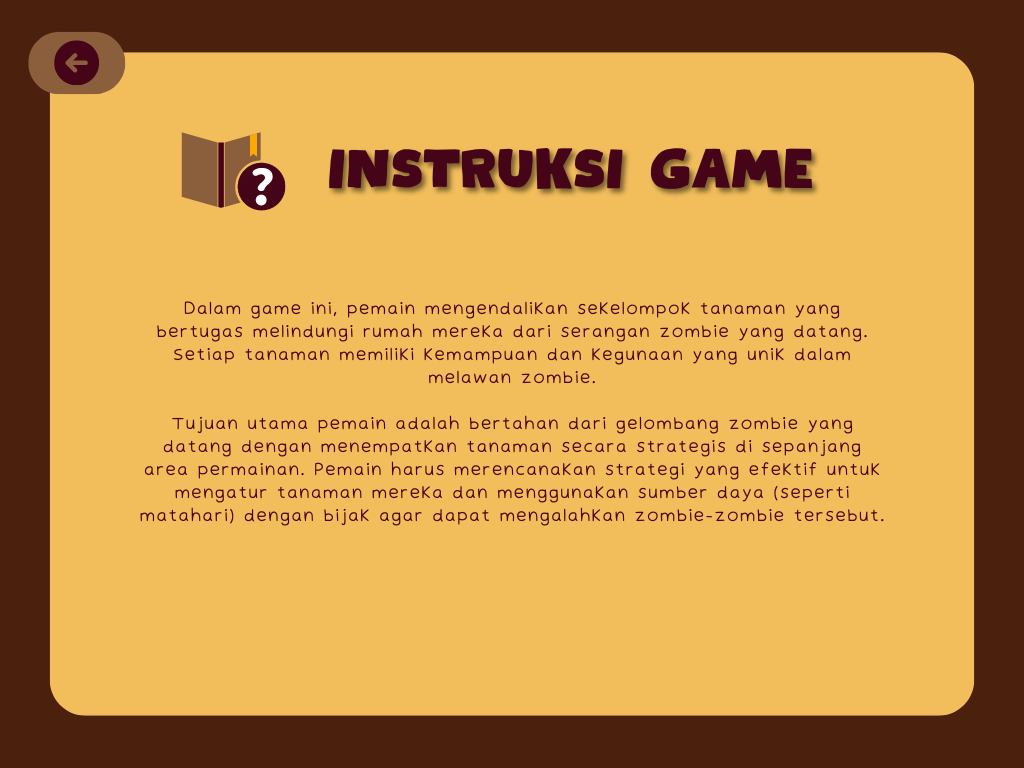 INSTRUKSI GAME
?
Dalam game ini, pemain mengendalikan sekelompok tanaman yang
bertugas melindungi rumah mereka dari serangan zombie yang datang.
Setiap tanaman memiliki kemampuan dan kegunaan yang unik dalam
melawan zombie.
Tujuan utama pemain adalah bertahan dari gelombang zombie yang
datang dengan menempatkan tanaman secara strategis di sepanjang
area permainan. Pemain harus merencanakan strategi yang efektif untuk
mengatur tanaman mereka dan menggunakan sumber daya (seperti
matahari) dengan bijak agar dapat mengalahkan zombie-zombie tersebut.